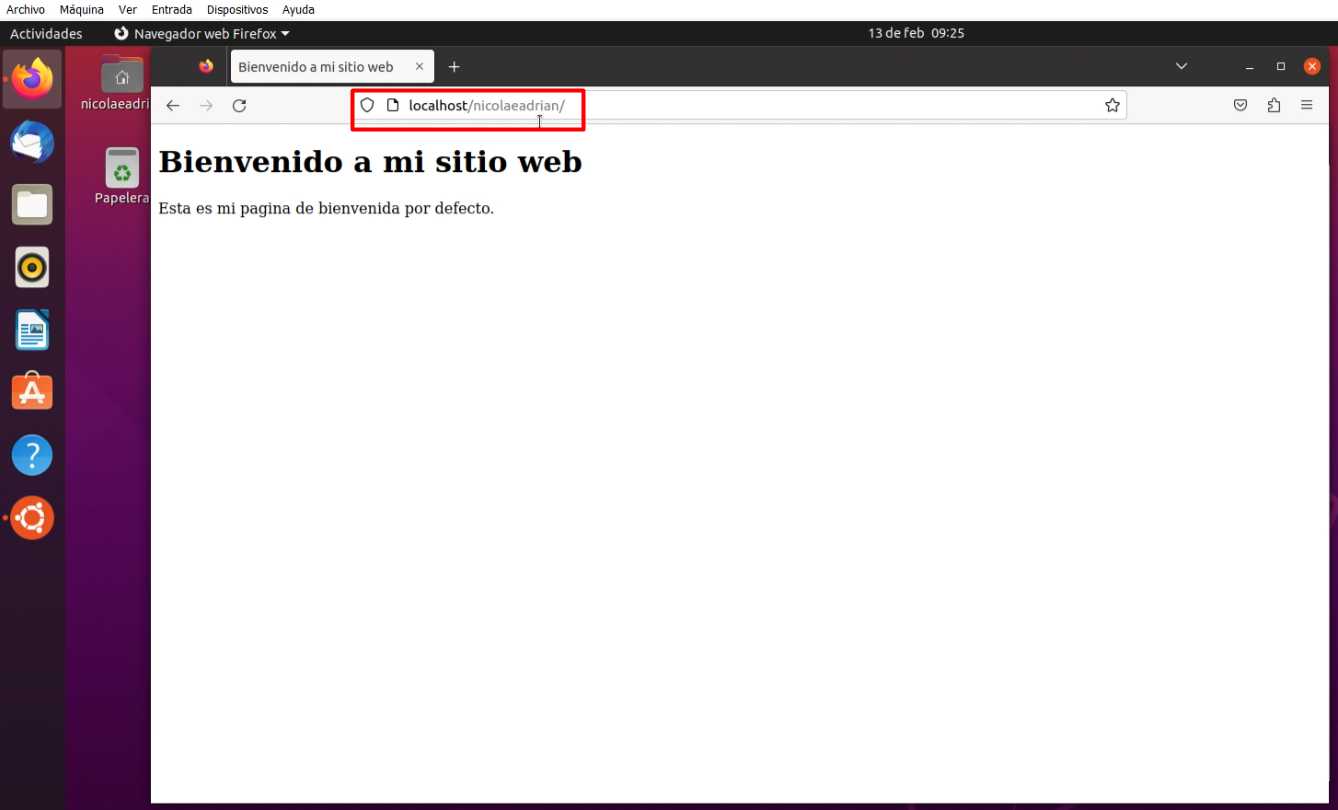 Archivo Máquina Ver Entrada Dispositivos Ayuda
Actividades Navegador web Firefox 13 de feb 09:25
Bienvenido a mi sitio web
nicolaeadri
localhost/nicolaeadrian/
Papelera
Bienvenido a mi sitio web
Esta es mi pagina de bienvenida por defecto.